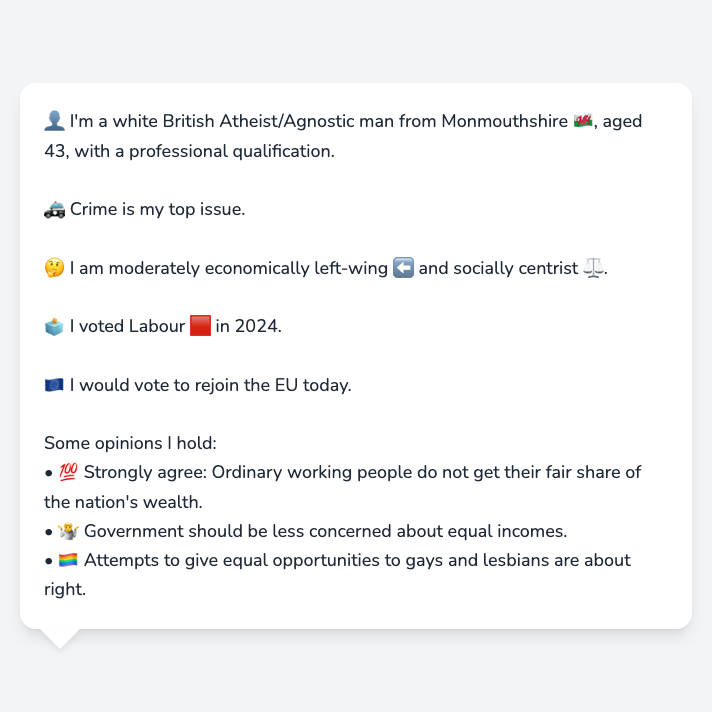 👤 I'm a white British Atheist/Agnostic man from Monmouthshire 🏴󠁧󠁢󠁷󠁬󠁳󠁿, aged
43, with a professional qualification.
🚓 Crime is my top issue.
🤔 I am moderately economically left-wing ⬅️ and socially centrist ⚖️.
🗳️ I voted Labour 🟥 in 2024.
🇪🇺 I would vote to rejoin the EU today.
Some opinions I hold:
• 💯 Strongly agree: Ordinary working people do not get their fair share of
the nation's wealth.
• 🤷 Government should be less concerned about equal incomes.
• 🏳️‍🌈 Attempts to give equal opportunities to gays and lesbians are about
right.